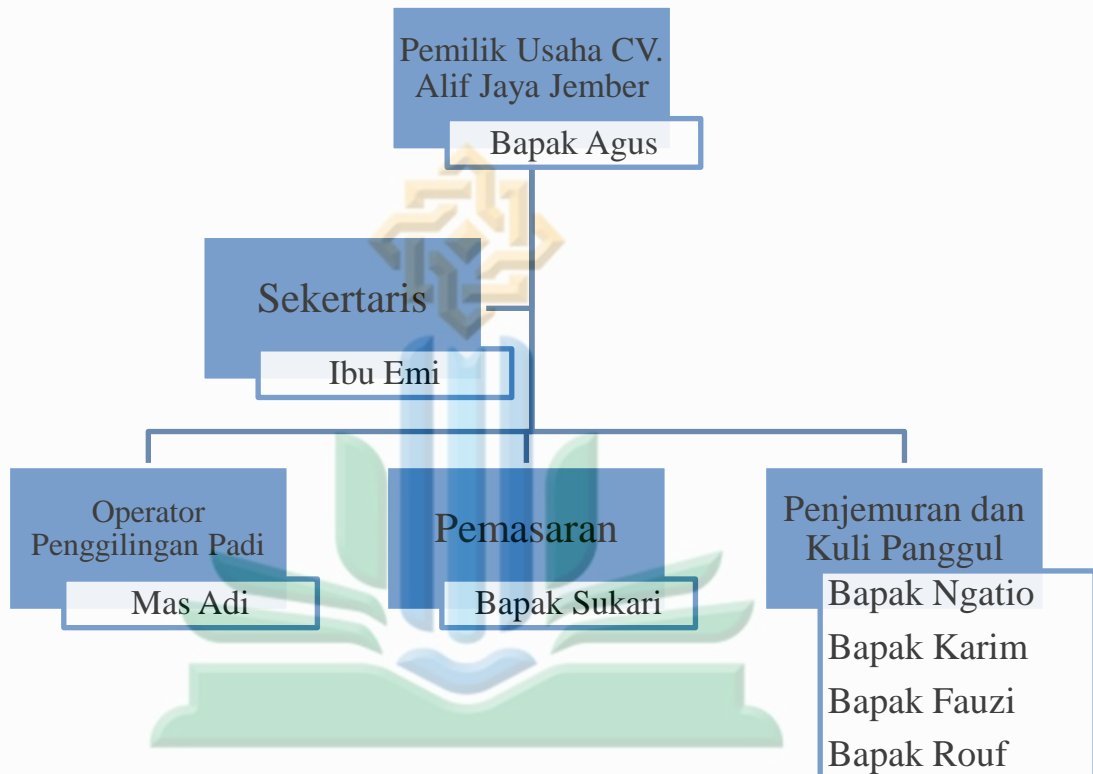 Pemilik Usaha CV.
Alif Jaya Jember
Bapak Agus
Sekertaris
Ibu Emi
Operator
Penggilingan Padi
Mas Adi
Pemasaran
Bapak Sukari
Penjemuran dan
Kuli Panggul
Bapak Ngatio
Bapak Karim
Bapak Fauzi
Bapak Rouf